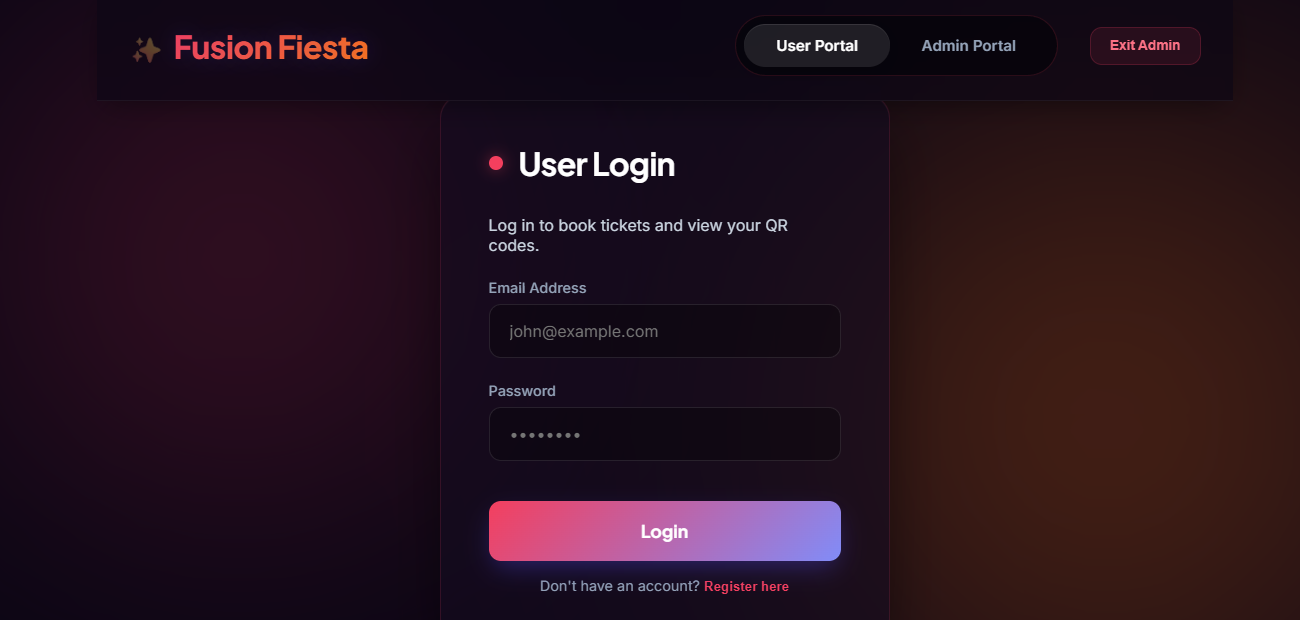 Fusion Fiesta
User Portal
Admin Portal
Exit Admin
User Login
Log in to book tickets and view your QR
codes.
Email Address
john@example.com
Password
••••••••
Login
Don't have an account? Register here